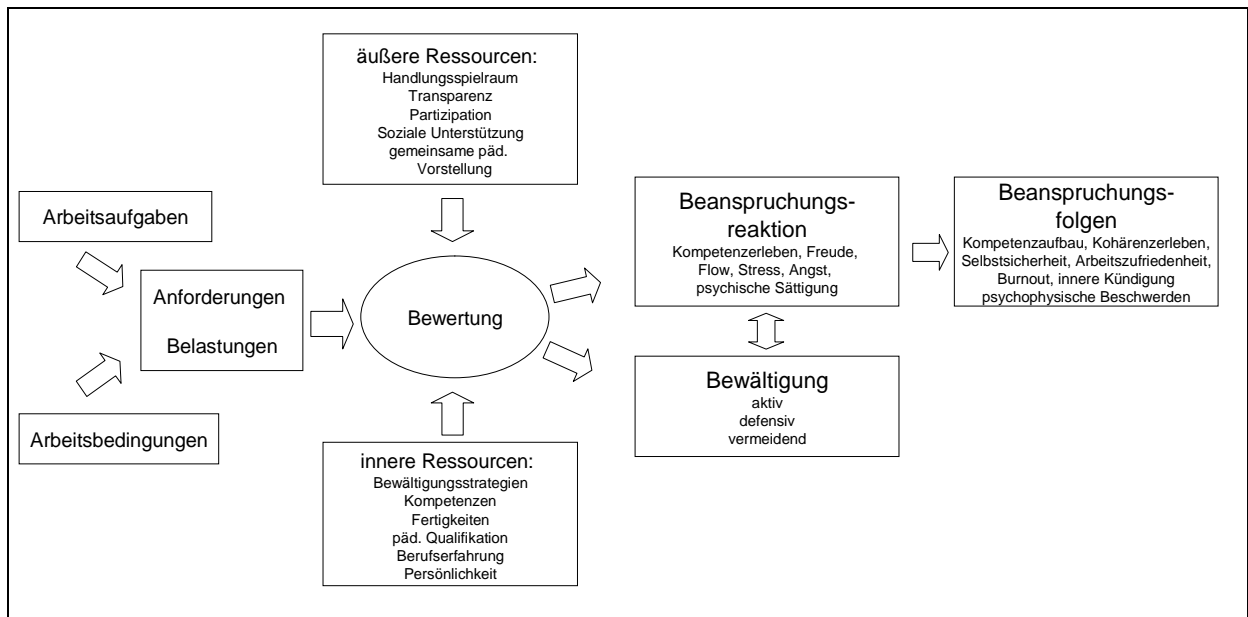 äußere Ressourcen:
Handlungsspielraum
Transparenz
Partizipation
Soziale Unterstützung
gemeinsame päd.
Vorstellung
Arbeitsaufgaben
Anforderungen
Belastungen
Arbeitsbedingungen
Bewertung
innere Ressourcen:
Bewältigungsstrategien
Kompetenzen
Fertigkeiten
päd. Qualifikation
Berufserfahrung
Persönlichkeit
Beanspruchungs-
reaktion
Kompetenzerleben, Freude,
Flow, Stress, Angst,
psychische Sättigung
Bewältigung
aktiv
defensiv
vermeidend
Beanspruchungs-
folgen
Kompetenzaufbau, Kohärenzerleben,
Selbstsicherheit, Arbeitszufriedenheit,
Burnout, innere Kündigung
psychophysische Beschwerden